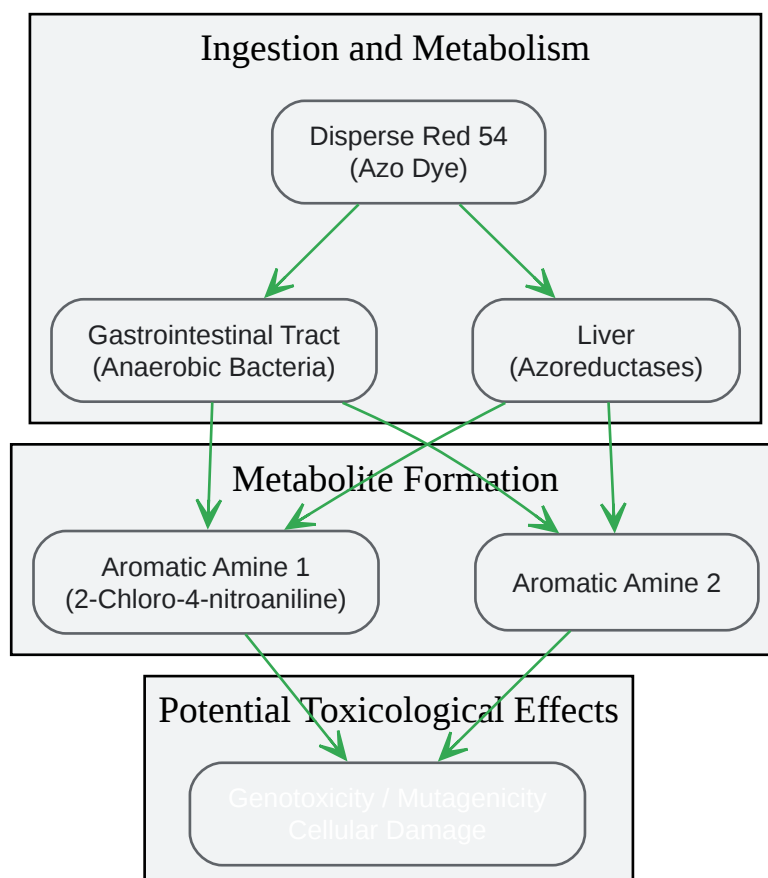 Ingestion and Metabolism
Disperse Red 54
(Azo Dye)
Gastrointestinal Tract
(Anaerobic Bacteria)
Liver
(Azoreductases)
Metabolite Formation
Aromatic Amine 1
(2-Chloro-4-nitroaniline)
Aromatic Amine 2
Potential Toxicological Effects
Genotoxicity / Mutagenicity
Cellular Damage